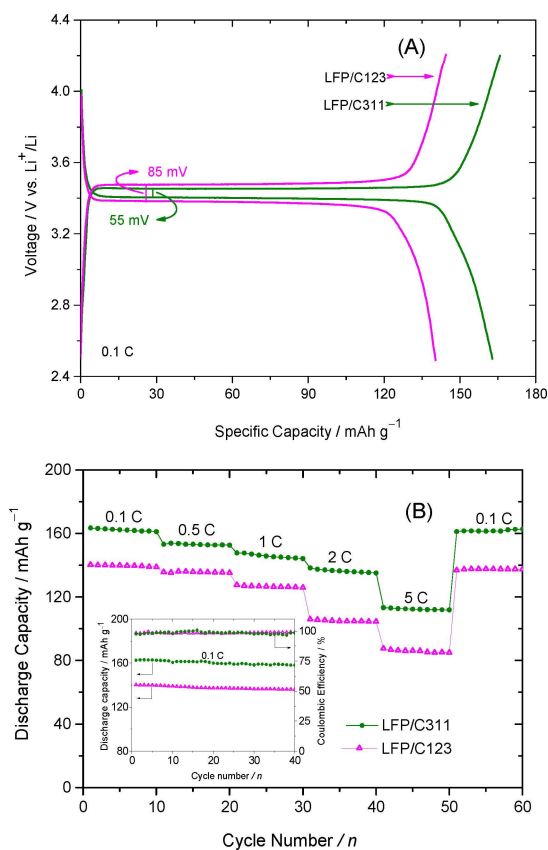 (A)
4.4
4.0
3.6
3.2
2.8
2.4
Voltage / V vs. Li⁺/Li
LFP/C123
LFP/C311
85 mV
55 mV
0.1 C
0 30 60 90 120 150 180
Specific Capacity / mAh g⁻¹
(B)
200
160
120
80
40
0
Discharge Capacity / mAh g⁻¹
0.1 C
0.5 C
1 C
2 C
5 C
0.1 C
210
180
160
130
80
Discharge capacity / mAh g⁻¹
0.1 C
100
75
50
25
0
Coulombic Efficiency / %
0 10 20 30 40
Cycle number / n
LFP/C311
LFP/C123
0 10 20 30 40 50 60
Cycle Number / n